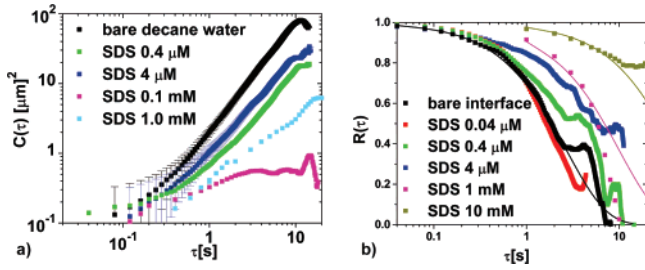 C(τ) [μm]²
10²
10¹
1
10⁻¹
bare decane water
SDS 0.4 μM
SDS 4 μM
SDS 0.1 mM
SDS 1.0 mM
10⁻¹
1
10
a)
τ[s]
R(τ)
1.0
0.8
0.6
0.4
0.2
0.0
bare interface
SDS 0.04 μM
SDS 0.4 μM
SDS 4 μM
SDS 1 mM
SDS 10 mM
0.1
1
10
b)
τ[s]